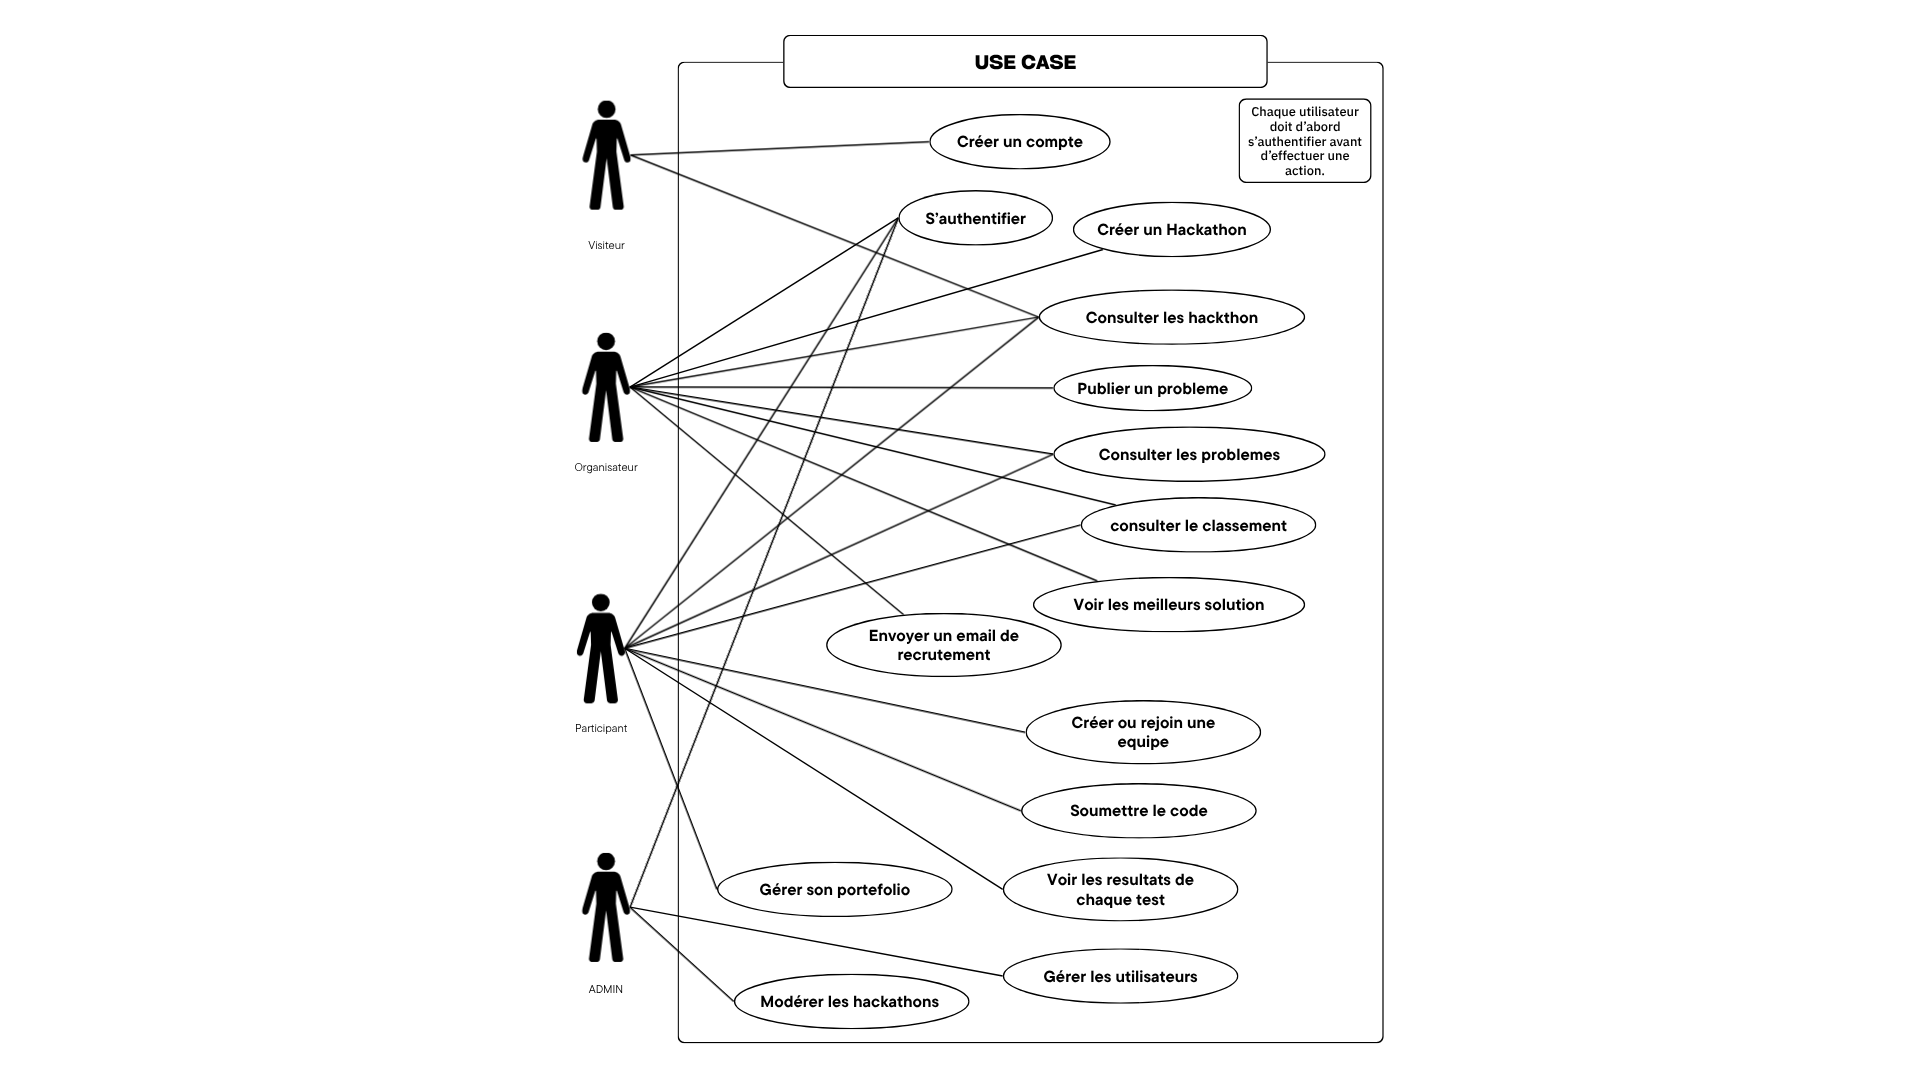 USE CASE
Chaque utilisateur
doit d’abord
s’authentifier avant
d’effectuer une
action.
Créer un compte
S’authentifier
Créer un Hackathon
Visiteur
Consulter les hackthon
Publier un probleme
Consulter les problemes
Organisateur
consulter le classement
Voir les meilleurs solution
Envoyer un email de
recrutement
Créer ou rejoin une
equipe
Participant
Soumettre le code
Gérer son portefolio
Voir les resultats de
chaque test
Gérer les utilisateurs
ADMIN
Modérer les hackathons